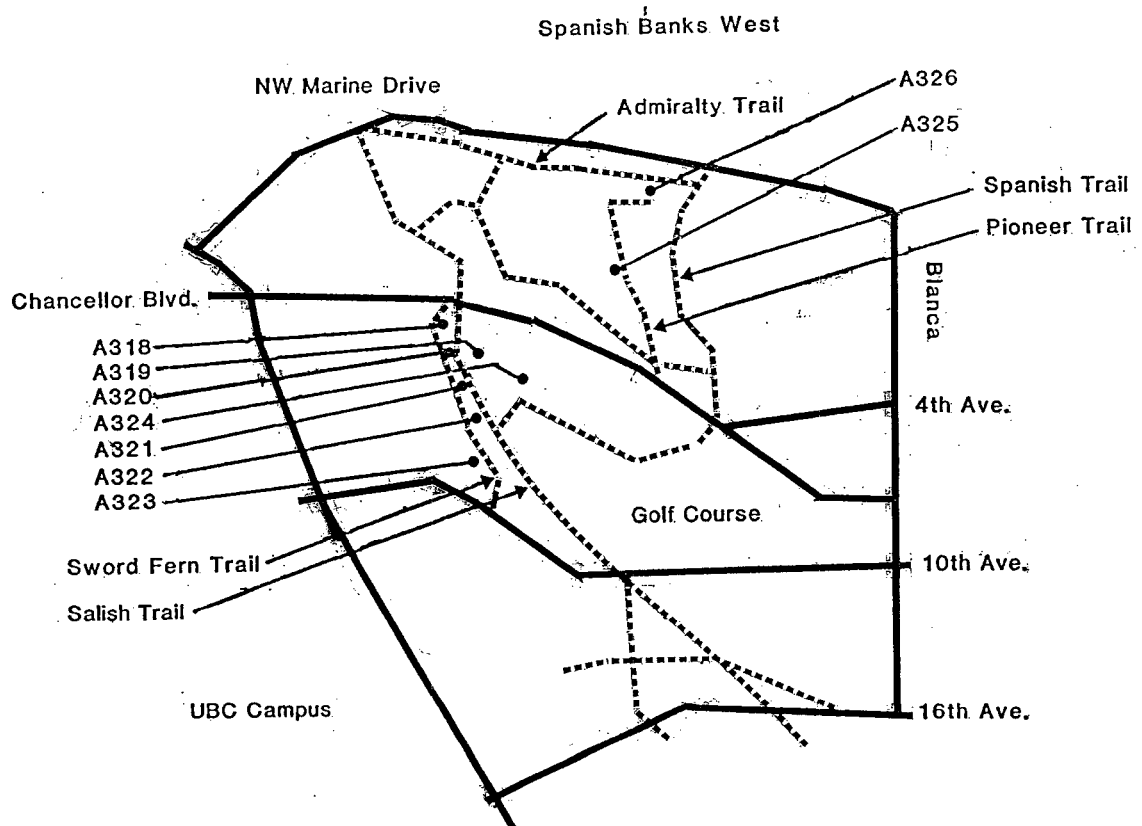 Spanish Banks West
NW Marine Drive
A326
Admiralty Trail
A325
Spanish Trail
Pioneer Trail
Blanca
Chancellor Blvd.
A318
A319
A320
A324
A321
A322
A323
4th Ave.
Golf Course
Sword Fern Trail
10th Ave.
Salish Trail
UBC Campus
16th Ave.